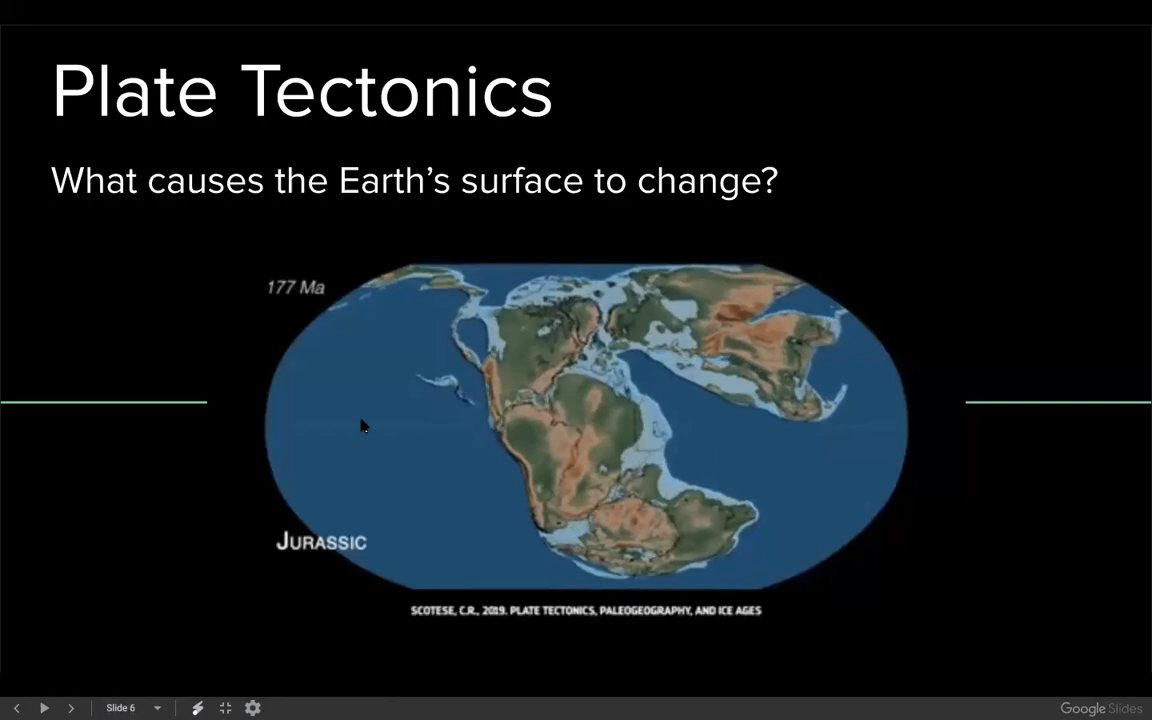 Plate Tectonics
What causes the Earth’s surface to change?
177 Ma
JURASSIC
SCOTESE, C.R., 2019. PLATE TECTONICS, PALEOGEOGRAPHY, AND ICE AGES
Slide 6
Google Slides